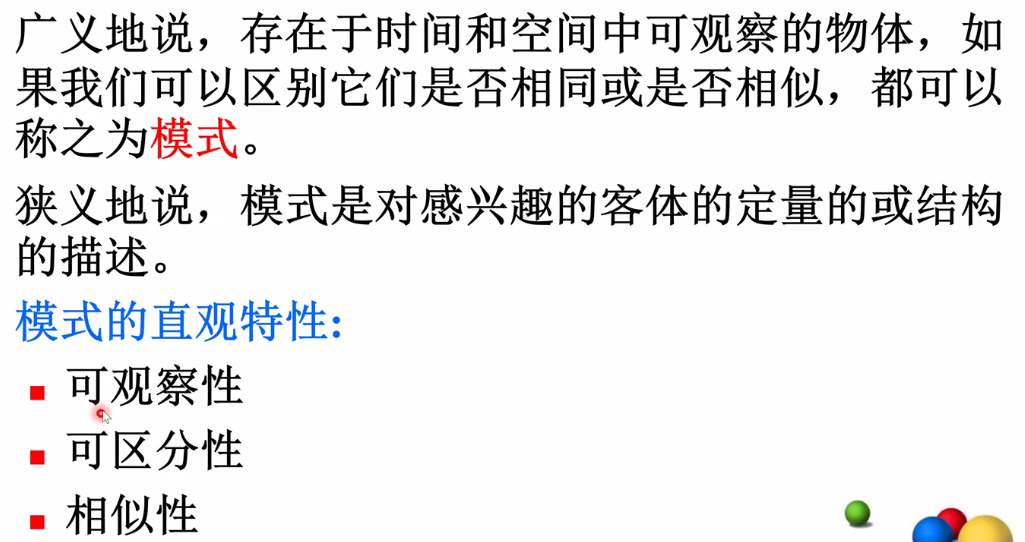 广义地说，存在于时间和空间中可观察的物体，如
果我们可以区别它们是否相同或是否相似，都可以
称之为模式。
狭义地说，模式是对感兴趣的客体的定量的或结构
的描述。
模式的直观特性:
可观察性
可区分性
相似性